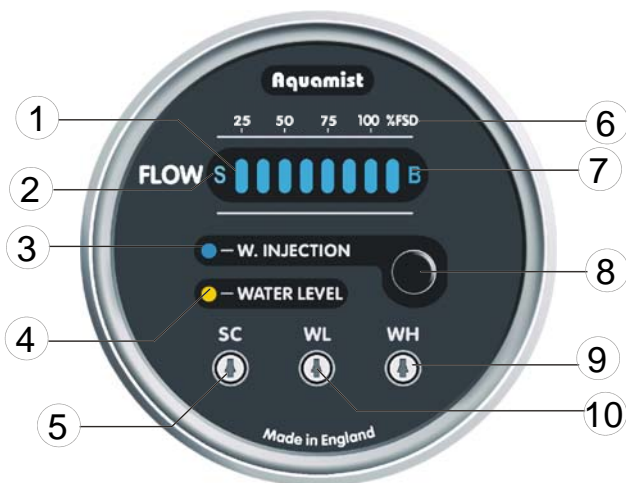 Aquamist
25 50 75 100 %FSD
FLOW S B
W. INJECTION
WATER LEVEL
SC WL WH
Made in England
1
2
3
4
5
6
7
8
9
10